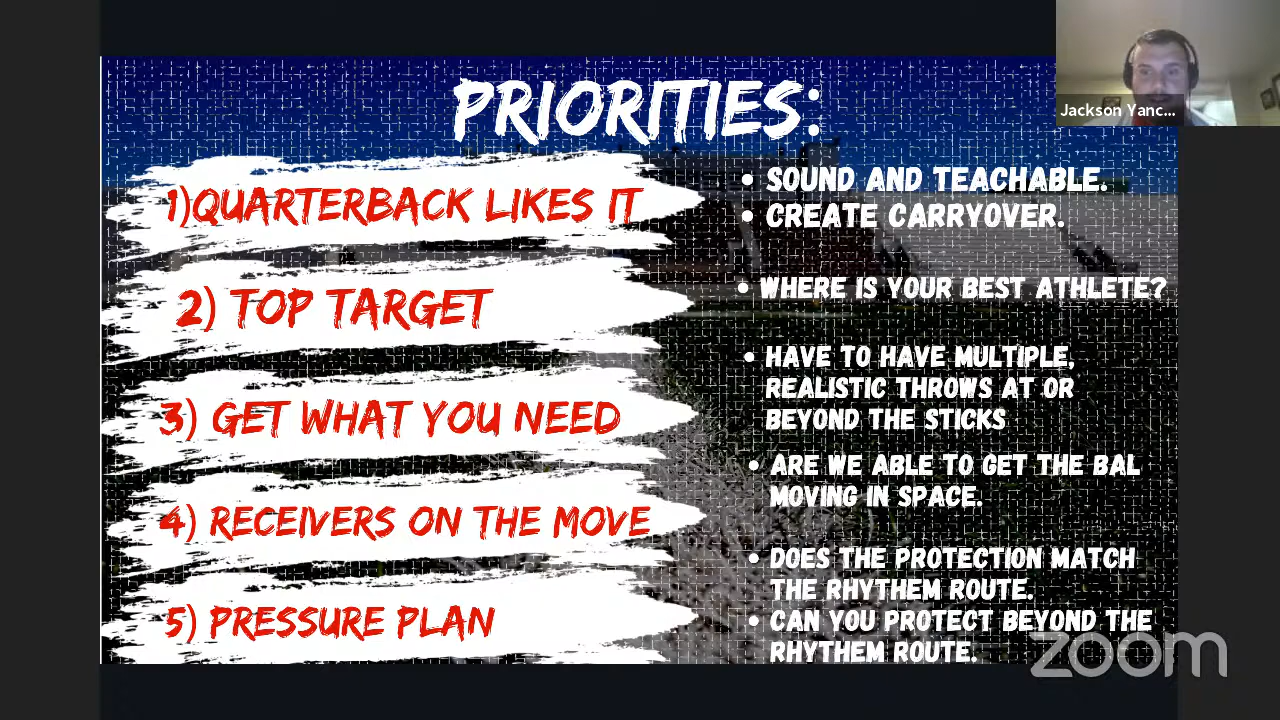 PRIORITIES:
Jackson Yanc...
1)QUARTERBACK LIKES IT
• SOUND AND TEACHABLE.
• CREATE CARRYOVER.
2) TOP TARGET
• WHERE IS YOUR BEST ATHLETE?
3) GET WHAT YOU NEED
• HAVE TO HAVE MULTIPLE,
REALISTIC THROWS AT OR
BEYOND THE STICKS
4) RECEIVERS ON THE MOVE
• ARE WE ABLE TO GET THE BAL
MOVING IN SPACE.
5) PRESSURE PLAN
• DOES THE PROTECTION MATCH
THE RHYTHEM ROUTE.
• CAN YOU PROTECT BEYOND THE
RHYTHEM ROUTE.
zoom